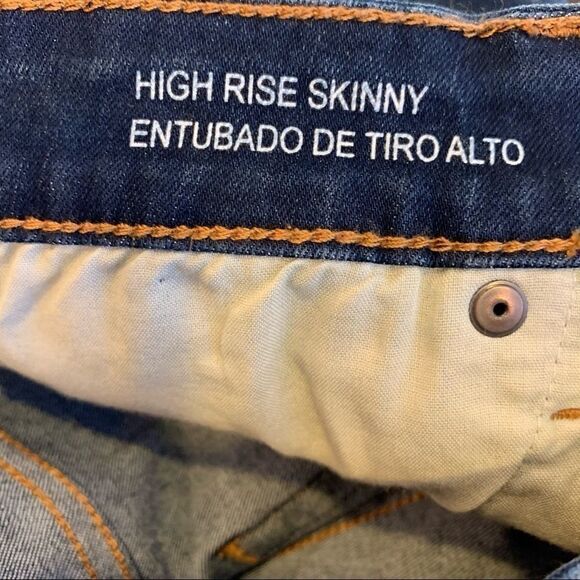 HIGH RISE SKINNY
ENTUBADO DE TIRO ALTO